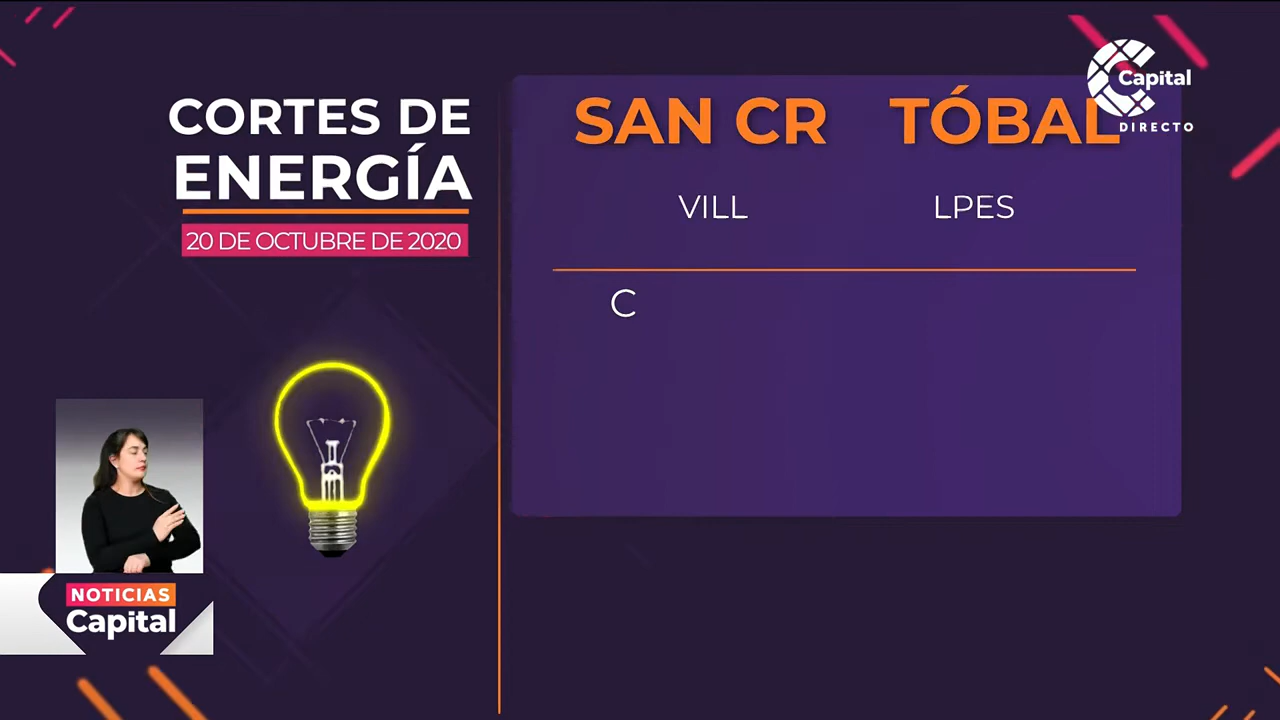 CORTES DE
ENERGÍA
20 DE OCTUBRE DE 2020
SAN CR TÓBAL
VILL LPES
C
Capital
DIRECTO
NOTICIAS
Capital